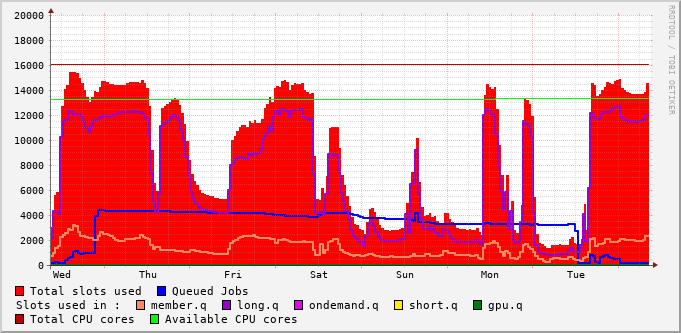 20000
18000
16000
14000
12000
10000
8000
6000
4000
2000
0
Wed Thu Fri Sat Sun Mon Tue
RRDTOOL / TOBI OETIKER
Total slots used Queued Jobs
Slots used in : member.q long.q ondemand.q short.q gpu.q
Total CPU cores Available CPU cores